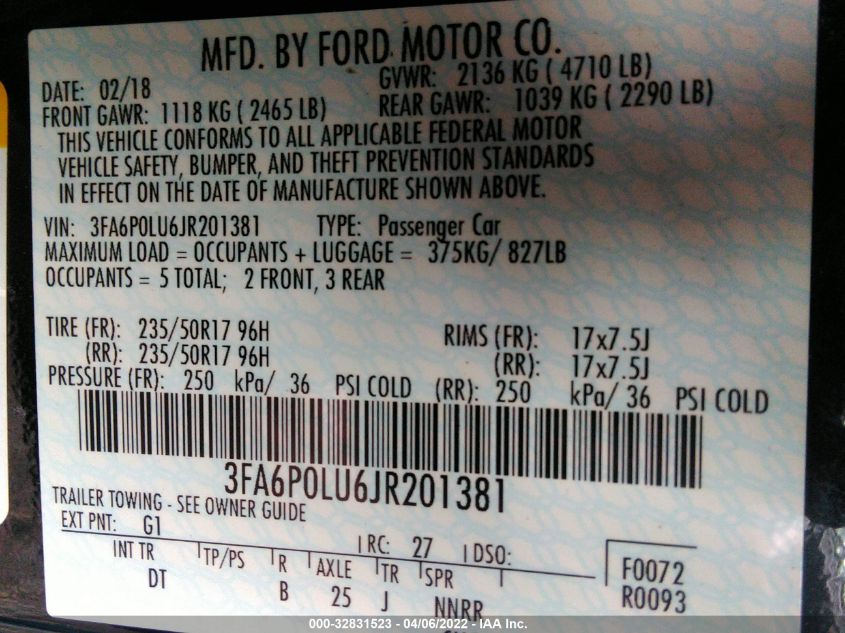 MFD. BY FORD MOTOR CO.
DATE: 02/18 GVWR: 2136 KG ( 4710 LB)
FRONT GAWR: 1118 KG ( 2465 LB) REAR GAWR: 1039 KG ( 2290 LB)
THIS VEHICLE CONFORMS TO ALL APPLICABLE FEDERAL MOTOR
VEHICLE SAFETY, BUMPER, AND THEFT PREVENTION STANDARDS
IN EFFECT ON THE DATE OF MANUFACTURE SHOWN ABOVE.
VIN: 3FA6P0LU6JR201381 TYPE: Passenger Car
MAXIMUM LOAD = OCCUPANTS + LUGGAGE = 375KG/ 827LB
OCCUPANTS = 5 TOTAL; 2 FRONT, 3 REAR
TIRE (FR): 235/50R17 96H RIMS (FR): 17x7.5J
(RR): 235/50R17 96H (RR): 17x7.5J
PRESSURE (FR): 250 kPa/ 36 PSI COLD (RR): 250 kPa/ 36 PSI COLD
3FA6P0LU6JR201381
TRAILER TOWING - SEE OWNER GUIDE
EXT PNT: G1 RC: 27 DSO:
INT TR TP/PS R AXLE TR SPR F0072
DT B 25 J NNRR R0093
000-32831523 - 04/06/2022 - IAA Inc.